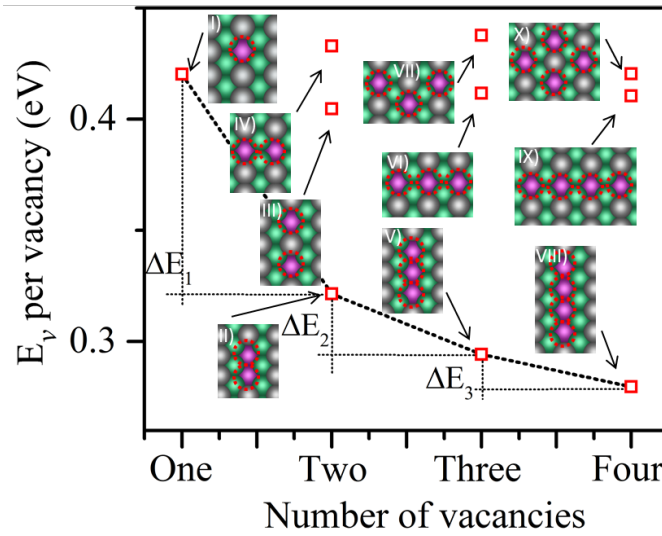 I)
X)
VII)
IV)
VI)
IX)
III)
V)
VIII)
II)
0.4
0.3
E_v per vacancy (eV)
ΔE₁
ΔE₂
ΔE₃
One
Two
Three
Four
Number of vacancies